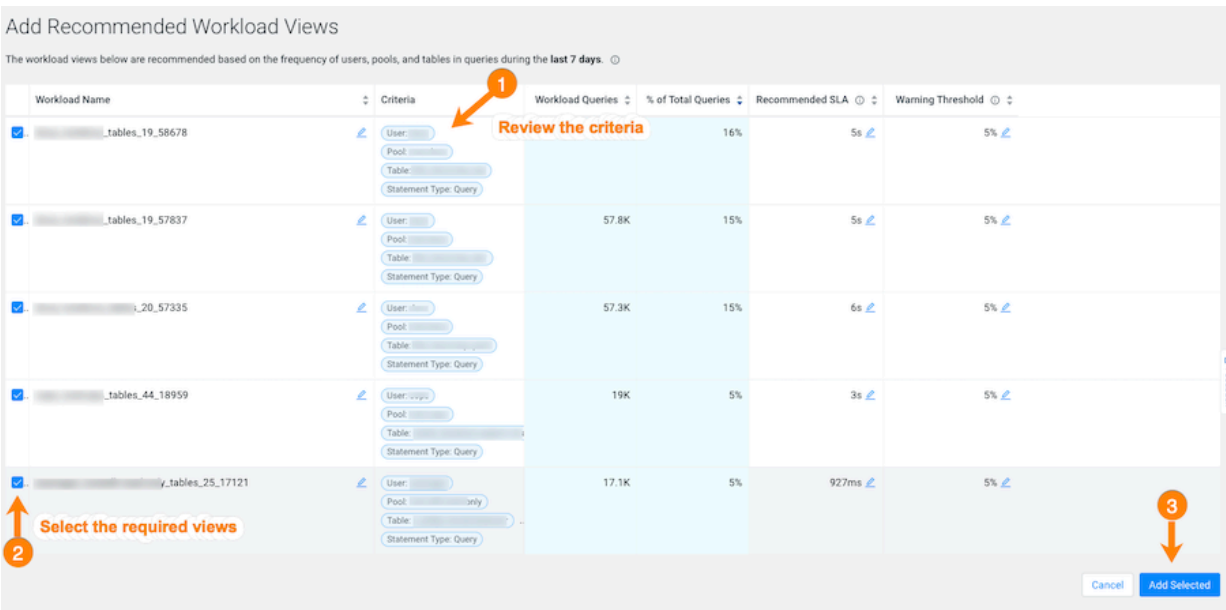 Add Recommended Workload Views
The workload views below are recommended based on the frequency of users, pools, and tables in queries during the last 7 days.
1
Workload Name Criteria Workload Queries % of Total Queries Recommended SLA Warning Threshold
Review the criteria
_tables_19_58678 User: 16% 5s 5%
Pool:
Table:
Statement Type: Query
_tables_19_57837 User: 57.8K 15% 5s 5%
Pool:
Table:
Statement Type: Query
_20_57335 User: 57.3K 15% 6s 5%
Pool:
Table:
Statement Type: Query
_tables_44_18959 User: 19K 5% 3s 5%
Pool:
Table:
Statement Type: Query
y_tables_25_17121 User: 17.1K 5% 927ms 5%
Pool: only
Table:
Statement Type: Query
Select the required views
2
3
Cancel Add Selected